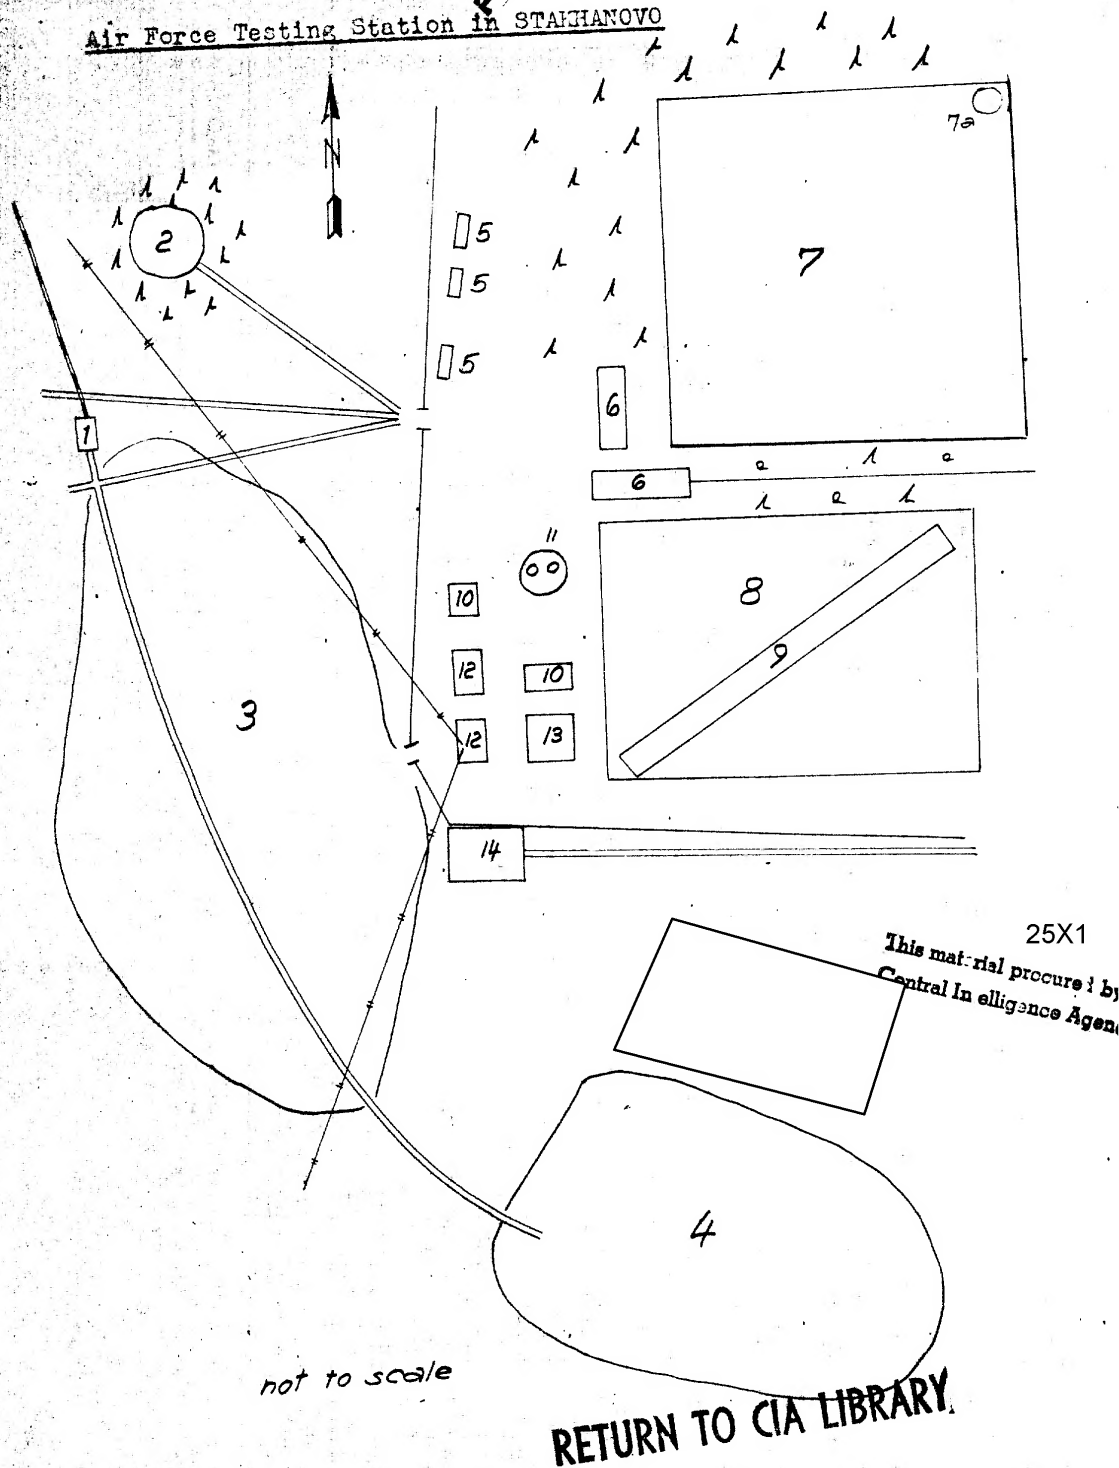 Air Force Testing Station in STAKHANOVO
N
7a
2
5
7
5
5
6
1
6
11
8
10
9
12
10
3
12
13
14
25X1
This material procured by
Central Intelligence Agen
4
not to scale
RETURN TO CIA LIBRARY.